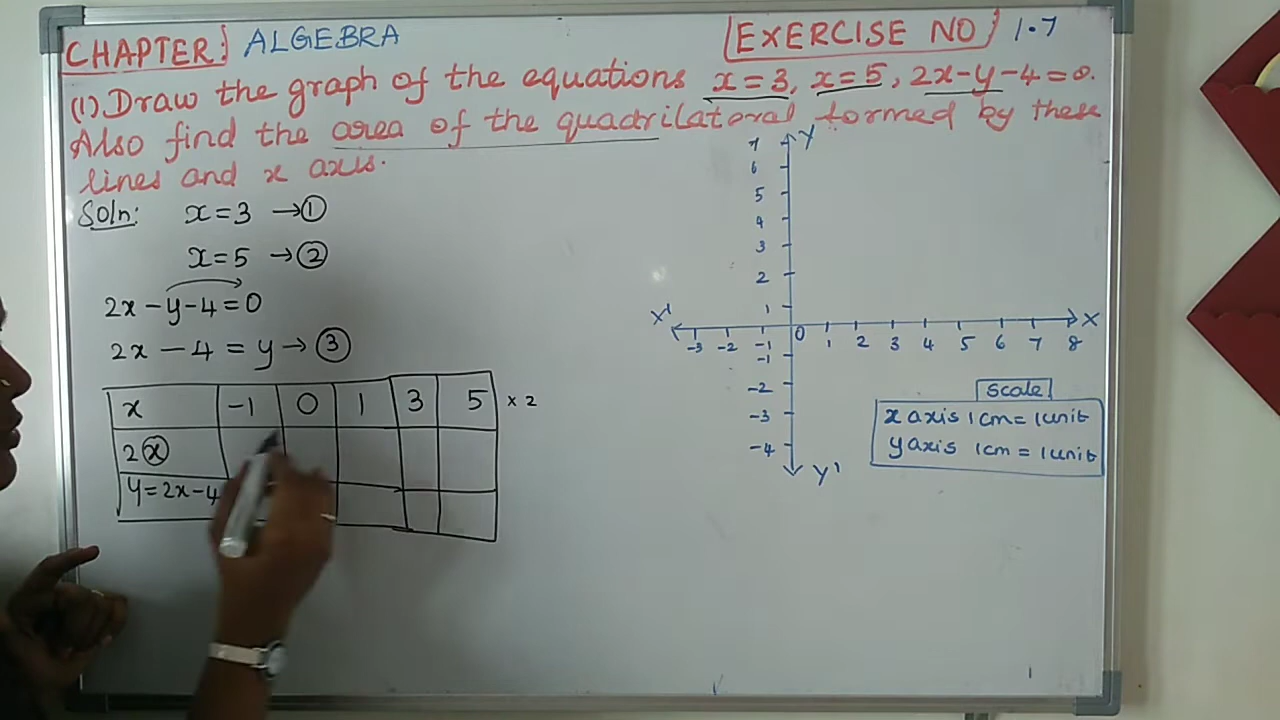 CHAPTER: ALGEBRA EXERCISE NO 1.7
(1) Draw the graph of the equations x=3, x=5, 2x-y-4=0.
Also find the area of the quadrilateral formed by these
lines and x axis.
Soln: x=3 → ①
x=5 → ②
2x-y-4=0
2x-4=y → ③
x -1 0 1 3 5 ×2
2ⓧ
y=2x-4
Y
7
6
5
4
3
2
1
X' -3 -2 -1 0 1 2 3 4 5 6 7 8 X
-1
-2
-3
-4
Y'
Scale
x axis 1cm=1unit
y axis 1cm=1unit